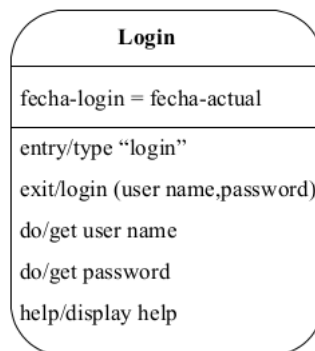 Login
fecha-login = fecha-actual
entry/type “login”
exit/login (user name,password)
do/get user name
do/get password
help/display help